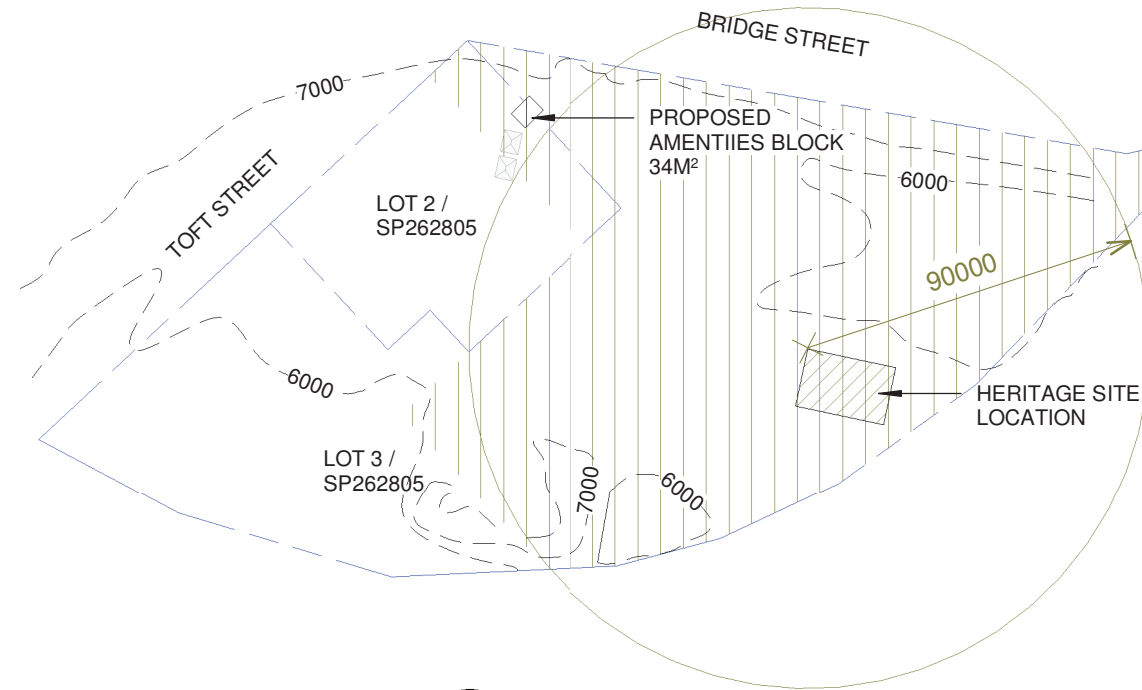 BRIDGE STREET
7000
PROPOSED
AMENTIIES BLOCK
34M²
TOFT STREET
LOT 2 /
SP262805
6000
90000
6000
HERITAGE SITE
LOCATION
LOT 3 /
SP262805
7000
6000